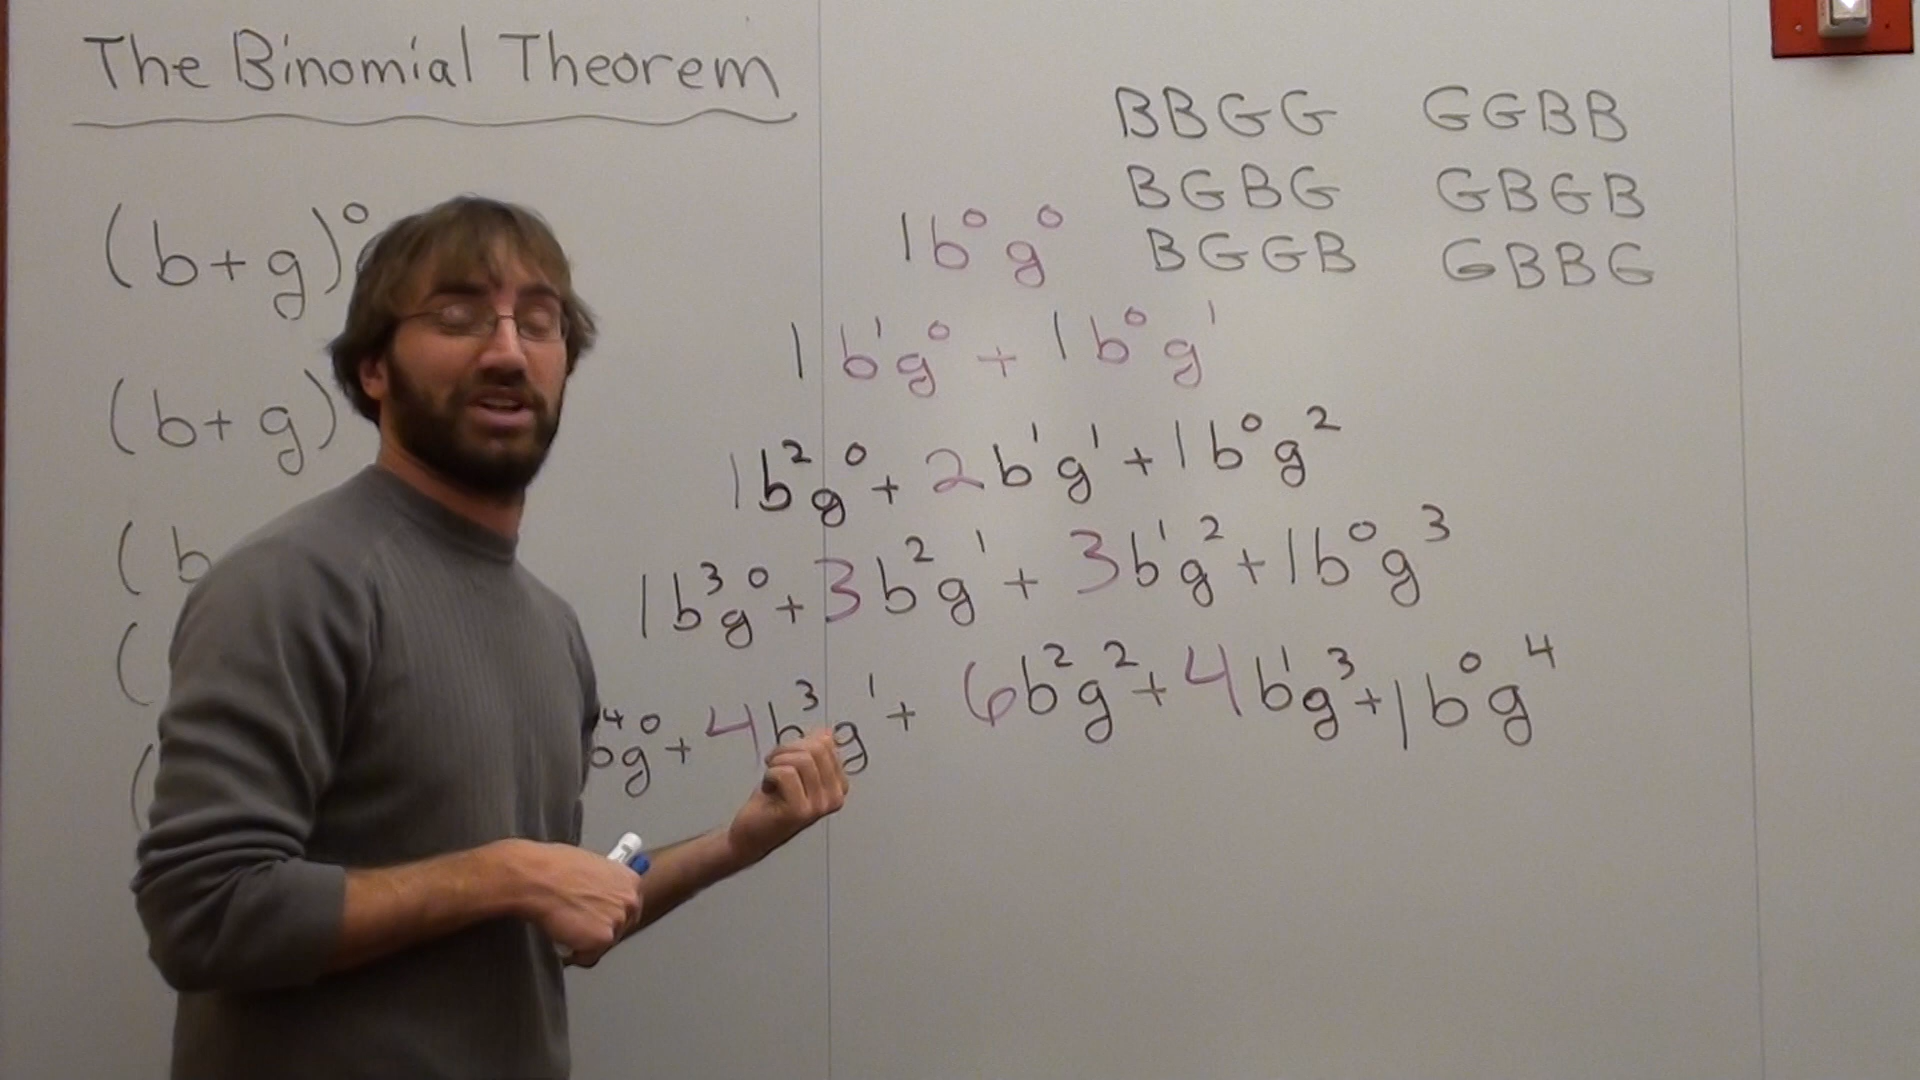 The Binomial Theorem
BBGG GGBB
BGBG GBGB
BGGB GBBG
(b+g)⁰
1b⁰g⁰
(b+g)
1b¹g⁰ + 1b⁰g¹
(b
1b²g⁰ + 2b¹g¹ + 1b⁰g²
(
1b³g⁰ + 3b²g¹ + 3b¹g² + 1b⁰g³
(
b⁴g⁰ + 4b³g¹ + 6b²g² + 4b¹g³ + 1b⁰g⁴